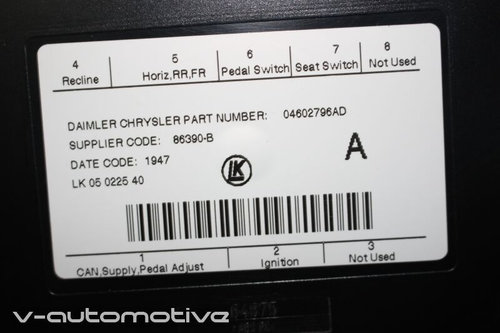 4 5 6 7 8
Recline Horiz,RR,FR Pedal Switch Seat Switch Not Used
DAIMLER CHRYSLER PART NUMBER: 04602796AD
SUPPLIER CODE: 86390-B
DATE CODE: 1947
LK 05 0225 40
LK
A
1 2 3
CAN,Supply,Pedal Adjust Ignition Not Used
v-automotive